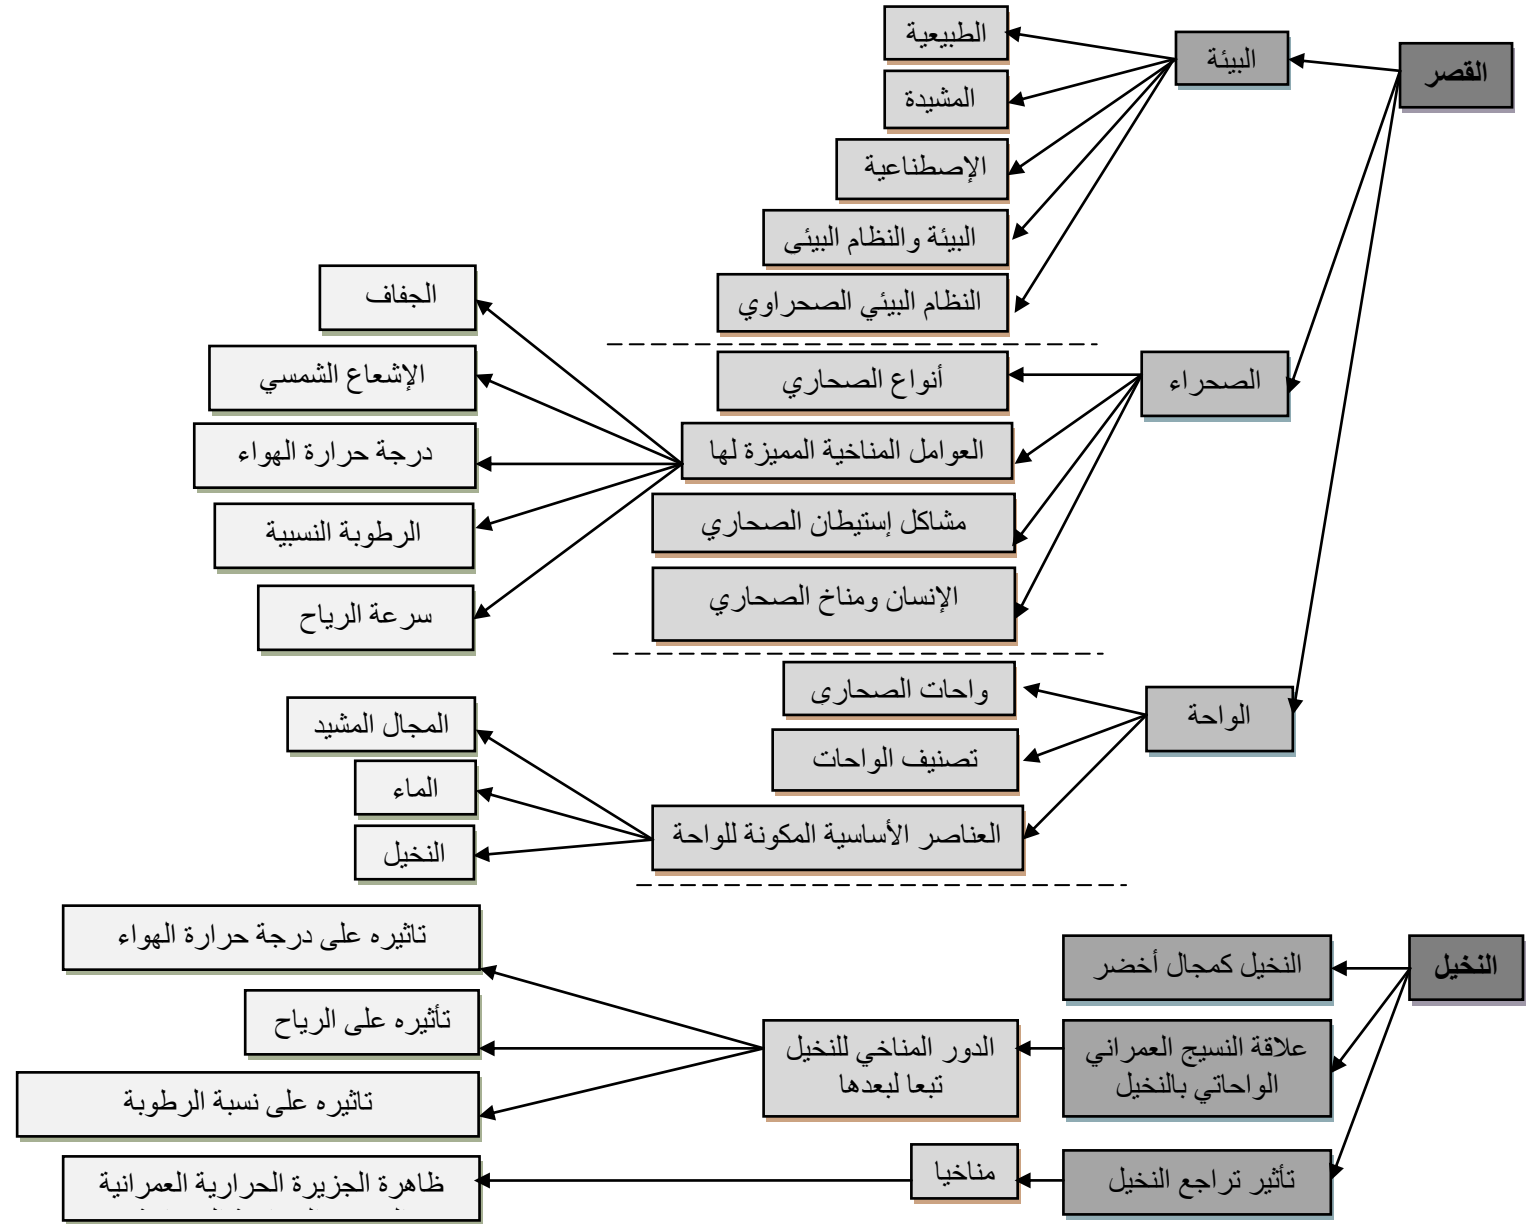 القصر
البيئة
الطبيعية
المشيدة
الإصطناعية
البيئة والنظام البيئى
النظام البيئي الصحراوي
الصحراء
أنواع الصحاري
العوامل المناخية المميزة لها
الجفاف
الإشعاع الشمسي
درجة حرارة الهواء
الرطوبة النسبية
سرعة الرياح
مشاكل إستيطان الصحاري
الإنسان ومناخ الصحاري
الواحة
واحات الصحارى
تصنيف الواحات
العناصر الأساسية المكونة للواحة
المجال المشيد
الماء
النخيل
النخيل
النخيل كمجال أخضر
علاقة النسيج العمراني
الواحاتي بالنخيل
الدور المناخي للنخيل
تبعا لبعدها
تاثيره على درجة حرارة الهواء
تأثيره على الرياح
تاثيره على نسبة الرطوبة
تأثير تراجع النخيل
مناخيا
ظاهرة الجزيرة الحرارية العمرانية